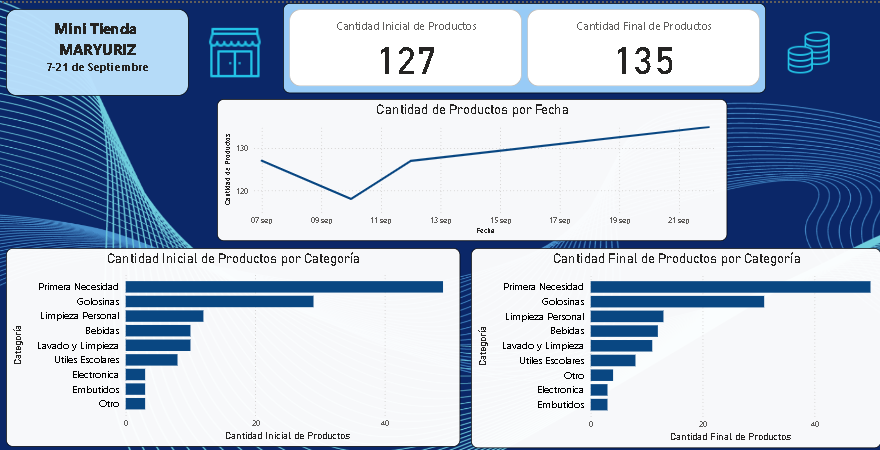 Mini Tienda
MARYURIZ
7-21 de Septiembre
Cantidad Inicial de Productos
127
Cantidad Final de Productos
135
Cantidad de Productos por Fecha
Cantidad de Productos
130
120
07 sep 09 sep 11 sep 13 sep 15 sep 17 sep 19 sep 21 sep
Fecha
Cantidad Inicial de Productos por Categoría
Categoría
Primera Necesidad
Golosinas
Limpieza Personal
Bebidas
Lavado y Limpieza
Utiles Escolares
Electronica
Embutidos
Otro
0 20 40
Cantidad Inicial de Productos
Cantidad Final de Productos por Categoría
Categoría
Primera Necesidad
Golosinas
Limpieza Personal
Bebidas
Lavado y Limpieza
Utiles Escolares
Otro
Electronica
Embutidos
0 20 40
Cantidad Final de Productos